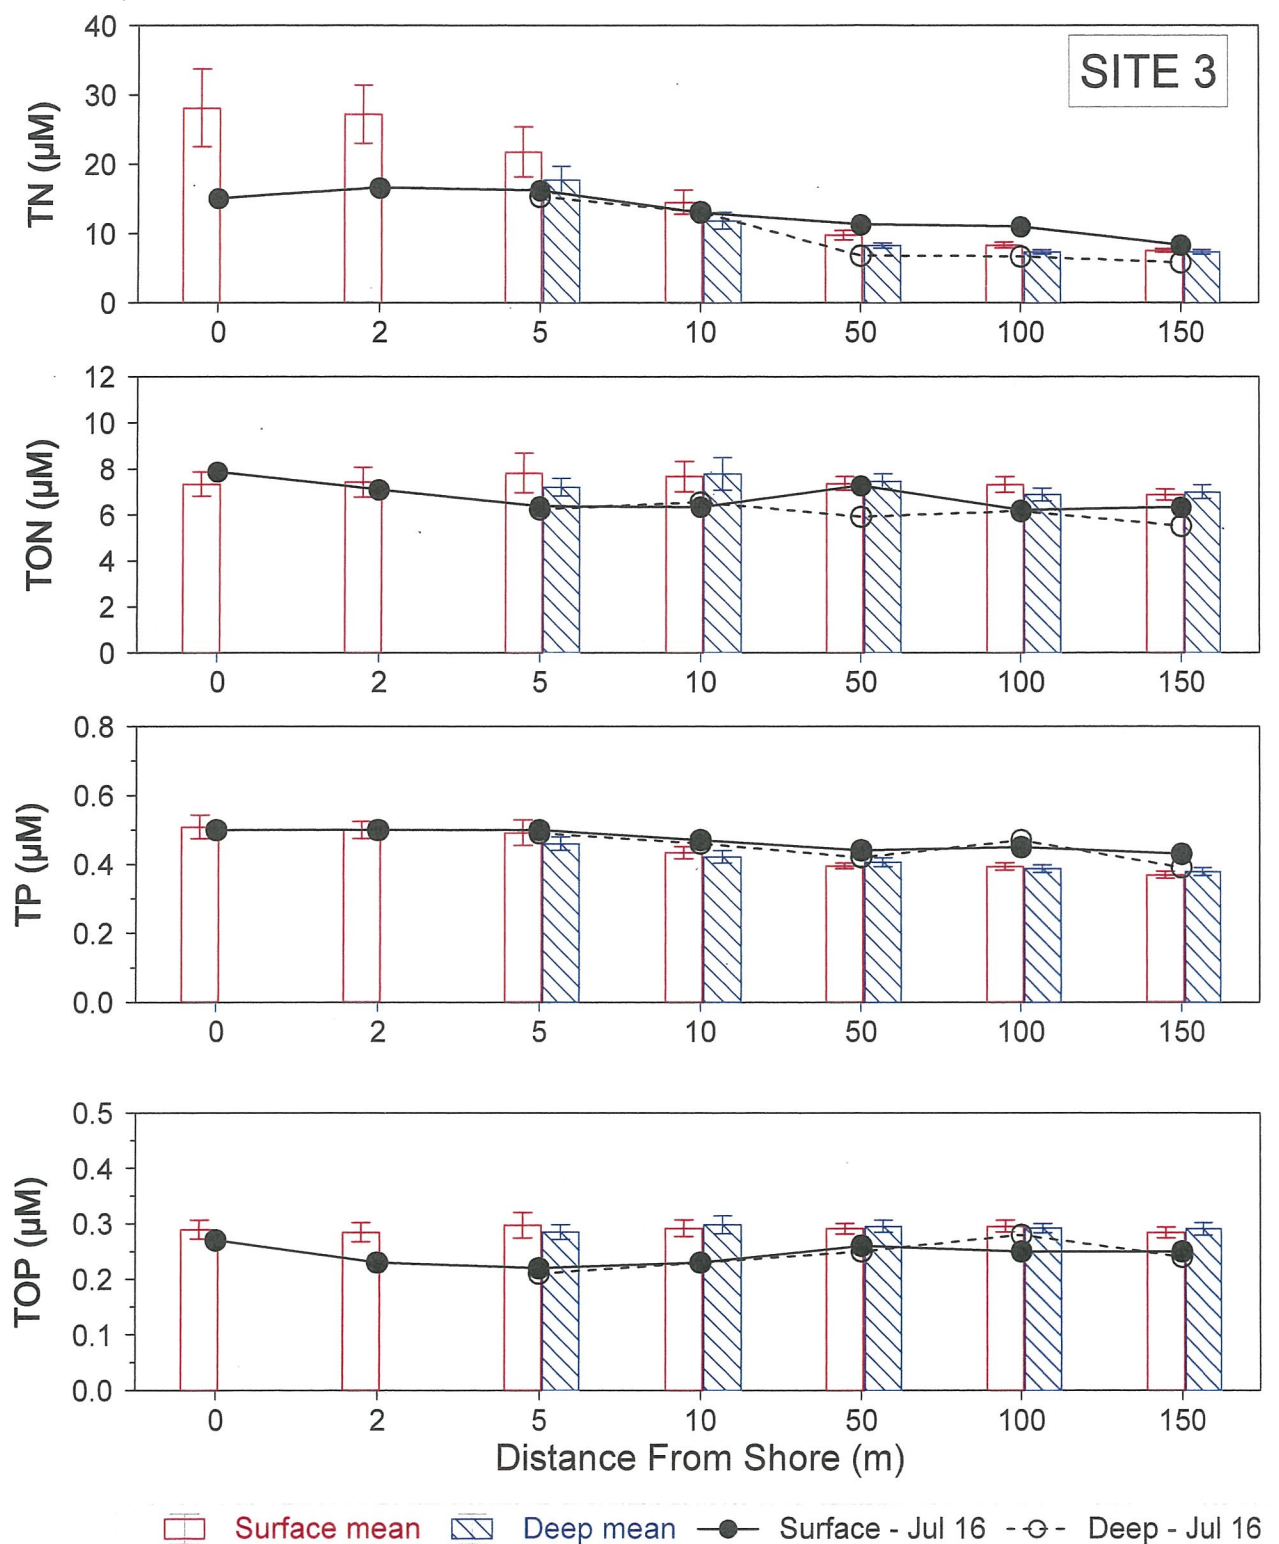 SITE 3
TN (µM)
40
30
20
10
0
0 2 5 10 50 100 150
TON (µM)
12
10
8
6
4
2
0
0 2 5 10 50 100 150
TP (µM)
0.8
0.6
0.4
0.2
0.0
0 2 5 10 50 100 150
TOP (µM)
0.5
0.4
0.3
0.2
0.1
0.0
0 2 5 10 50 100 150
Distance From Shore (m)
Surface mean Deep mean Surface - Jul 16 Deep - Jul 16